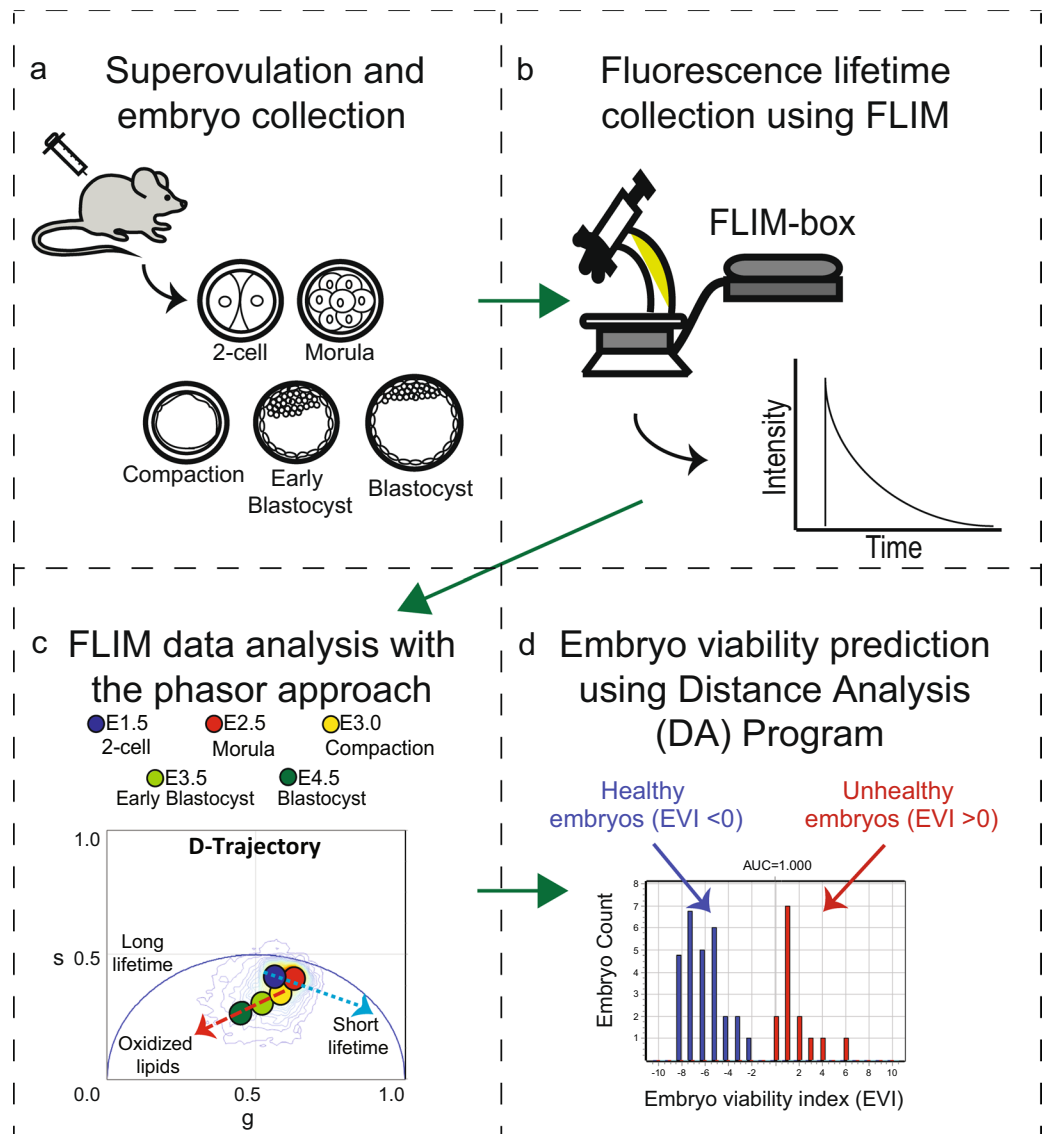 a
Superovulation and
embryo collection
2-cell
Morula
Compaction
Early
Blastocyst
Blastocyst
b
Fluorescence lifetime
collection using FLIM
FLIM-box
Intensity
Time
c
FLIM data analysis with
the phasor approach
E1.5
2-cell
E2.5
Morula
E3.0
Compaction
E3.5
Early Blastocyst
E4.5
Blastocyst
1.0
D-Trajectory
Long
lifetime
s
0.5
Short
lifetime
Oxidized
lipids
0.0
0.5
1.0
g
d
Embryo viability prediction
using Distance Analysis
(DA) Program
Healthy
embryos (EVI <0)
Unhealthy
embryos (EVI >0)
AUC=1.000
Embryo Count
8
7
6
5
4
3
2
1
-10 -8 -6 -4 -2 2 4 6 8 10
Embryo viability index (EVI)